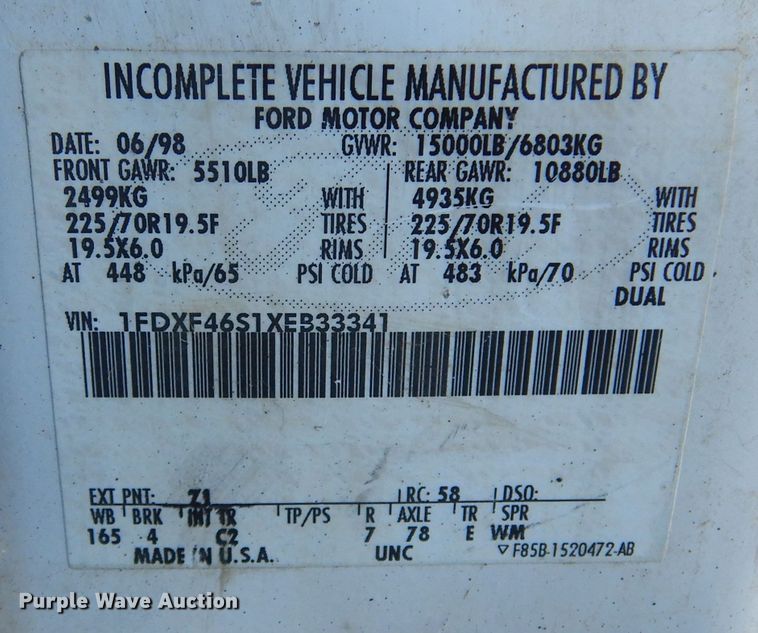 INCOMPLETE VEHICLE MANUFACTURED BY
FORD MOTOR COMPANY
DATE: 06/98 GVWR: 15000LB/6803KG
FRONT GAWR: 5510LB REAR GAWR: 10880LB
2499KG WITH 4935KG WITH
225/70R19.5F TIRES 225/70R19.5F TIRES
19.5X6.0 RIMS 19.5X6.0 RIMS
AT 448 kPa/65 PSI COLD AT 483 kPa/70 PSI COLD
DUAL
VIN: 1FDXF46S1XEB33341
EXT PNT: Z1 RC: 58 DSO:
WB BRK INT TR TP/PS R AXLE TR SPR
165 4 C2 7 78 E WM
MADE IN U.S.A. UNC ▽F85B-1520472-AB
Purple Wave Auction